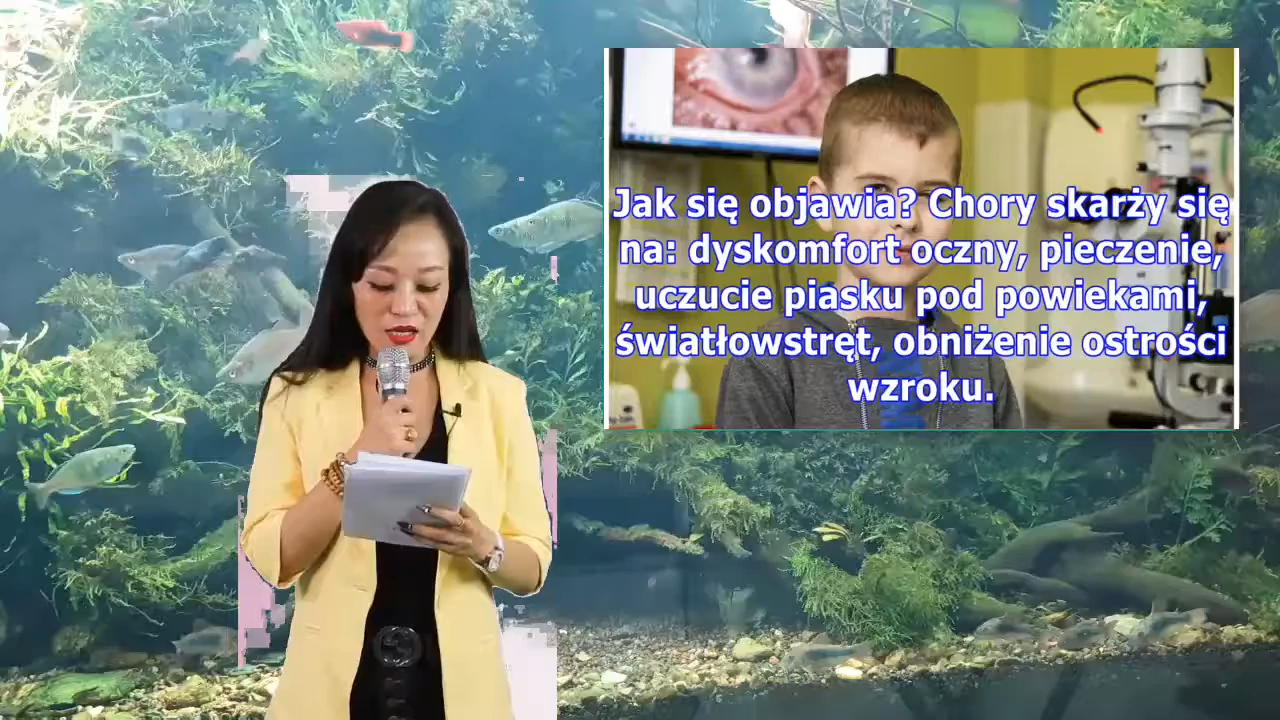 Jak się objawia? Chory skarży się
na: dyskomfort oczny, pieczenie,
uczucie piasku pod powiekami,
światłowstręt, obniżenie ostrości
wzroku.